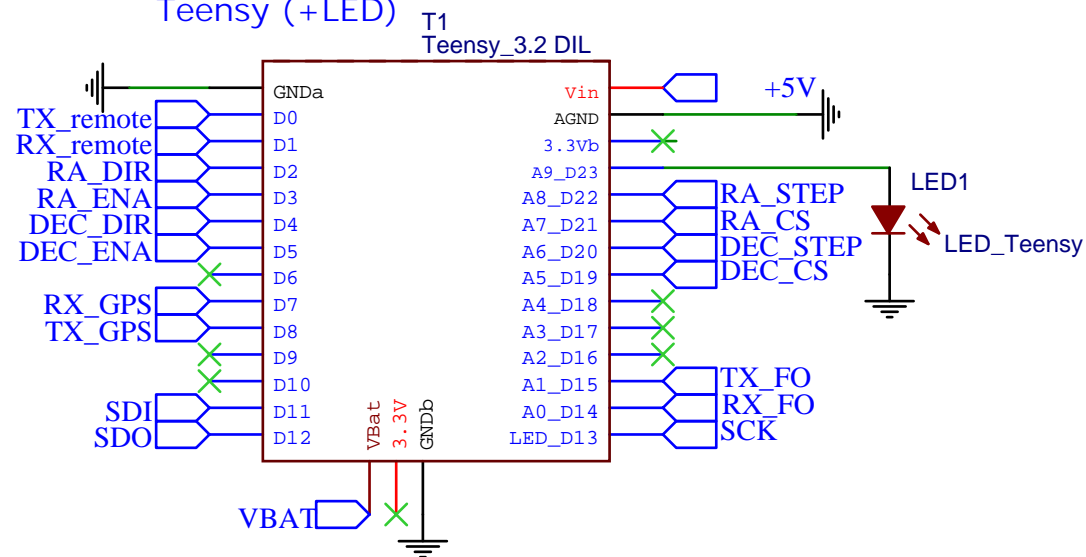 Teensy (+LED)
T1
Teensy_3.2 DIL
GNDa
Vin
+5V
TX_remote
D0
AGND
RX_remote
D1
3.3Vb
RA_DIR
D2
A9_D23
LED1
RA_ENA
D3
A8_D22
RA_STEP
DEC_DIR
D4
A7_D21
RA_CS
DEC_ENA
D5
A6_D20
DEC_STEP
LED_Teensy
D6
A5_D19
DEC_CS
RX_GPS
D7
A4_D18
TX_GPS
D8
A3_D17
D9
A2_D16
D10
A1_D15
TX_FO
SDI
D11
A0_D14
RX_FO
SDO
D12
LED_D13
SCK
VBat
3.3V
GNDb
VBAT